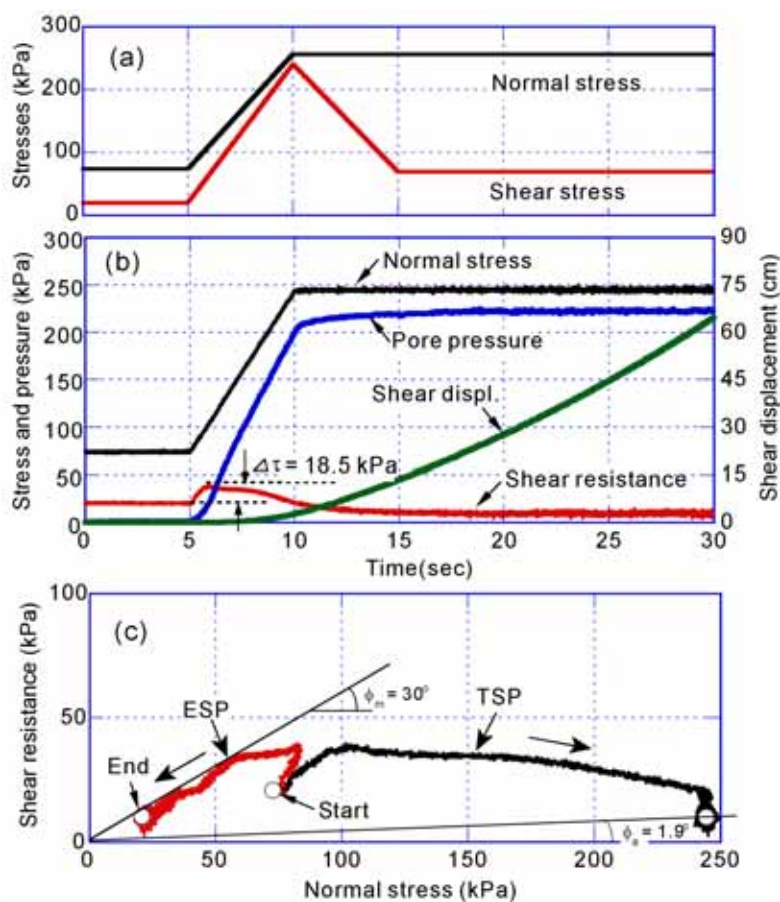 300
(a)
200
Normal stress
100
Shear stress
0
Stresses (kPa)
300
(b)
90
250
Normal stress
75
200
Pore pressure
60
150
Shear displ.
45
100
30
50
△τ = 18.5 kPa
Shear resistance
15
0
0
Stress and pressure (kPa)
Shear displacement (cm)
0
5
10
15
20
25
30
Time(sec)
100
(c)
ϕm = 30°
ESP
TSP
50
End
Start
ϕa = 1.9°
0
Shear resistance (kPa)
0
50
100
150
200
250
Normal stress (kPa)